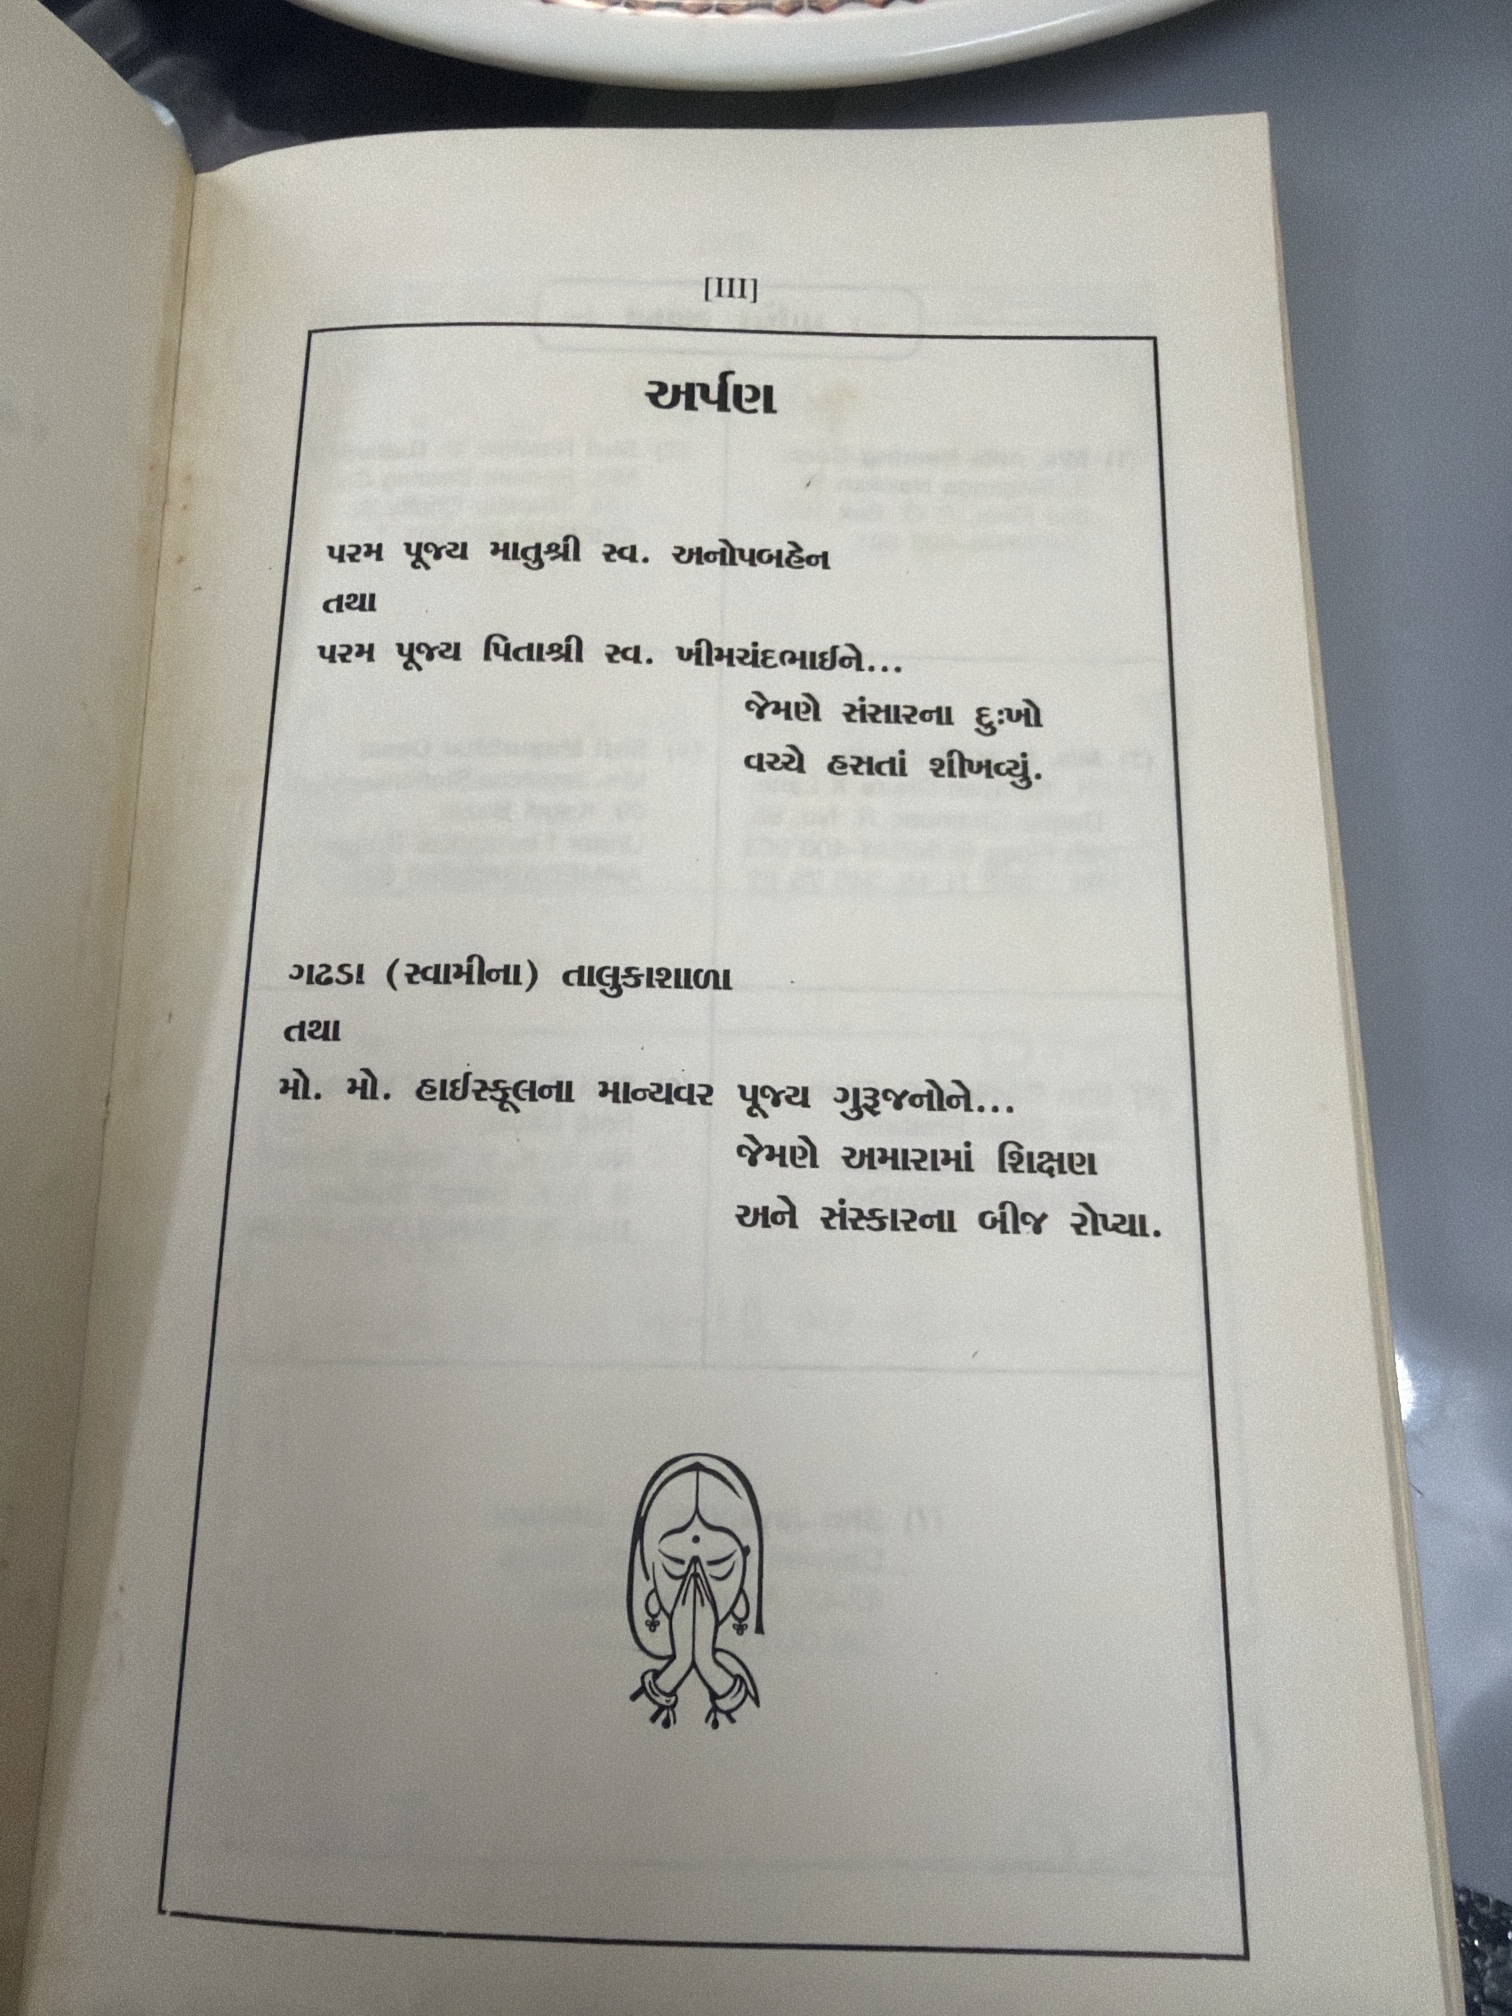 [III]
અર્પણ
પરમ પૂજ્ય માતુશ્રી સ્વ. અનોપબહેન
તથા
પરમ પૂજ્ય પિતાશ્રી સ્વ. ખીમચંદભાઈને...
જેમણે સંસારના દુઃખો
વચ્ચે હસતાં શીખવ્યું.
ગઢડા (સ્વામીના) તાલુકાશાળા
તથા
મો. મો. હાઈસ્કૂલના માન્યવર પૂજ્ય ગુરૂજનોને...
જેમણે અમારામાં શિક્ષણ
અને સંસ્કારના બીજ રોપ્યા.